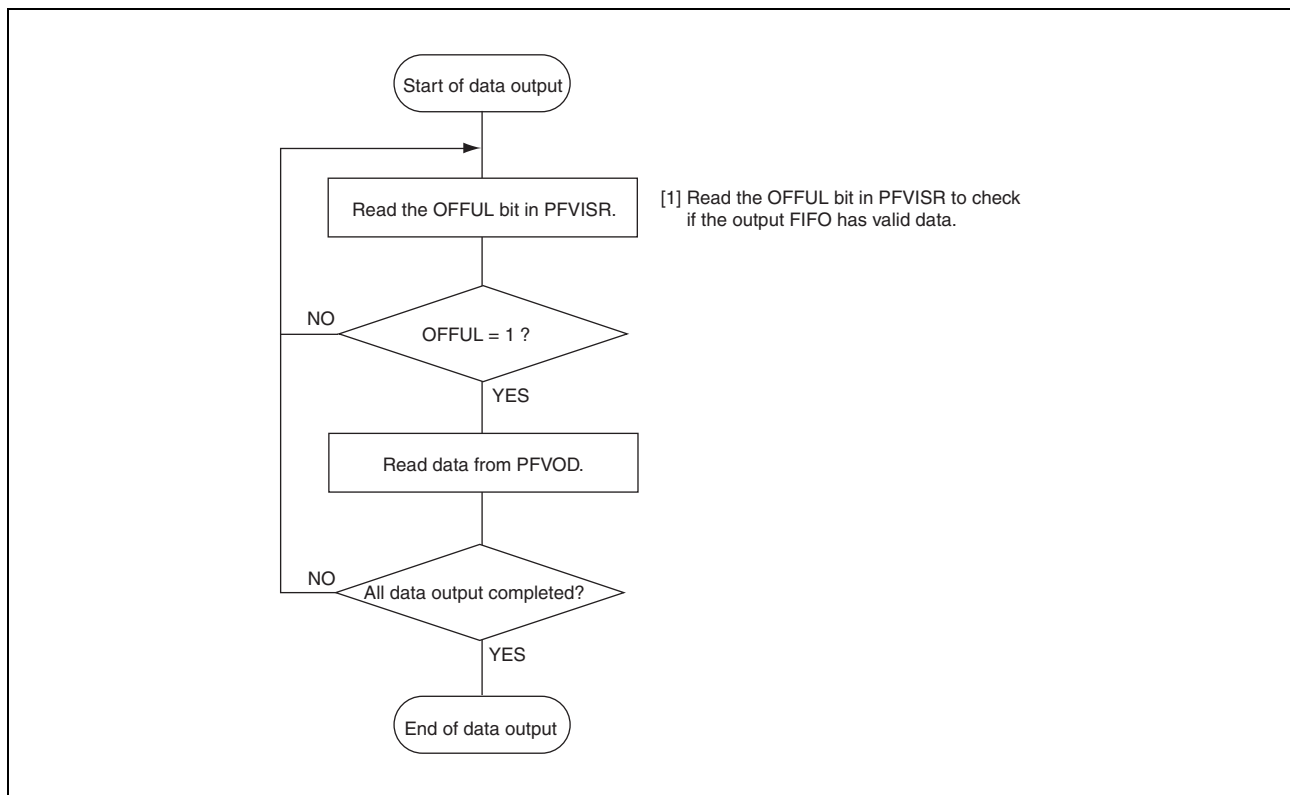 Start of data output
Read the OFFUL bit in PFVISR.
[1] Read the OFFUL bit in PFVISR to check
if the output FIFO has valid data.
NO
OFFUL = 1 ?
YES
Read data from PFVOD.
NO
All data output completed?
YES
End of data output